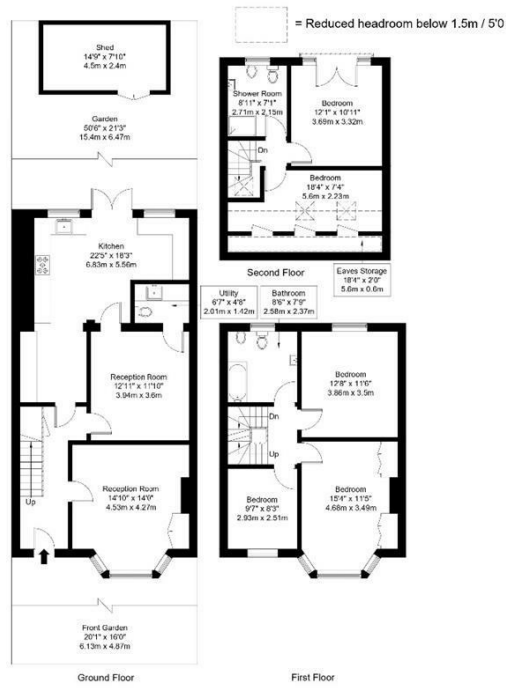 = Reduced headroom below 1.5m / 5'0
Shed
14'9" x 7'10"
4.5m x 2.4m
Garden
50'6" x 21'3"
15.4m x 6.47m
Kitchen
22'5" x 18'3"
6.83m x 5.56m
Reception Room
12'11" x 11'10"
3.94m x 3.6m
Reception Room
14'10" x 14'0"
4.53m x 4.27m
Up
Front Garden
20'1" x 16'0"
6.13m x 4.87m
Ground Floor
Shower Room
8'11" x 7'1"
2.71m x 2.15m
Bedroom
12'1" x 10'11"
3.69m x 3.32m
Dn
Bedroom
18'4" x 7'4"
5.6m x 2.23m
Second Floor
Eaves Storage
18'4" x 2'0"
5.6m x 0.6m
Utility
6'7" x 4'8"
2.01m x 1.42m
Bathroom
8'6" x 7'9"
2.58m x 2.37m
Bedroom
12'8" x 11'6"
3.86m x 3.5m
Dn
Up
Bedroom
9'7" x 8'3"
2.93m x 2.51m
Bedroom
15'4" x 11'5"
4.68m x 3.49m
First Floor